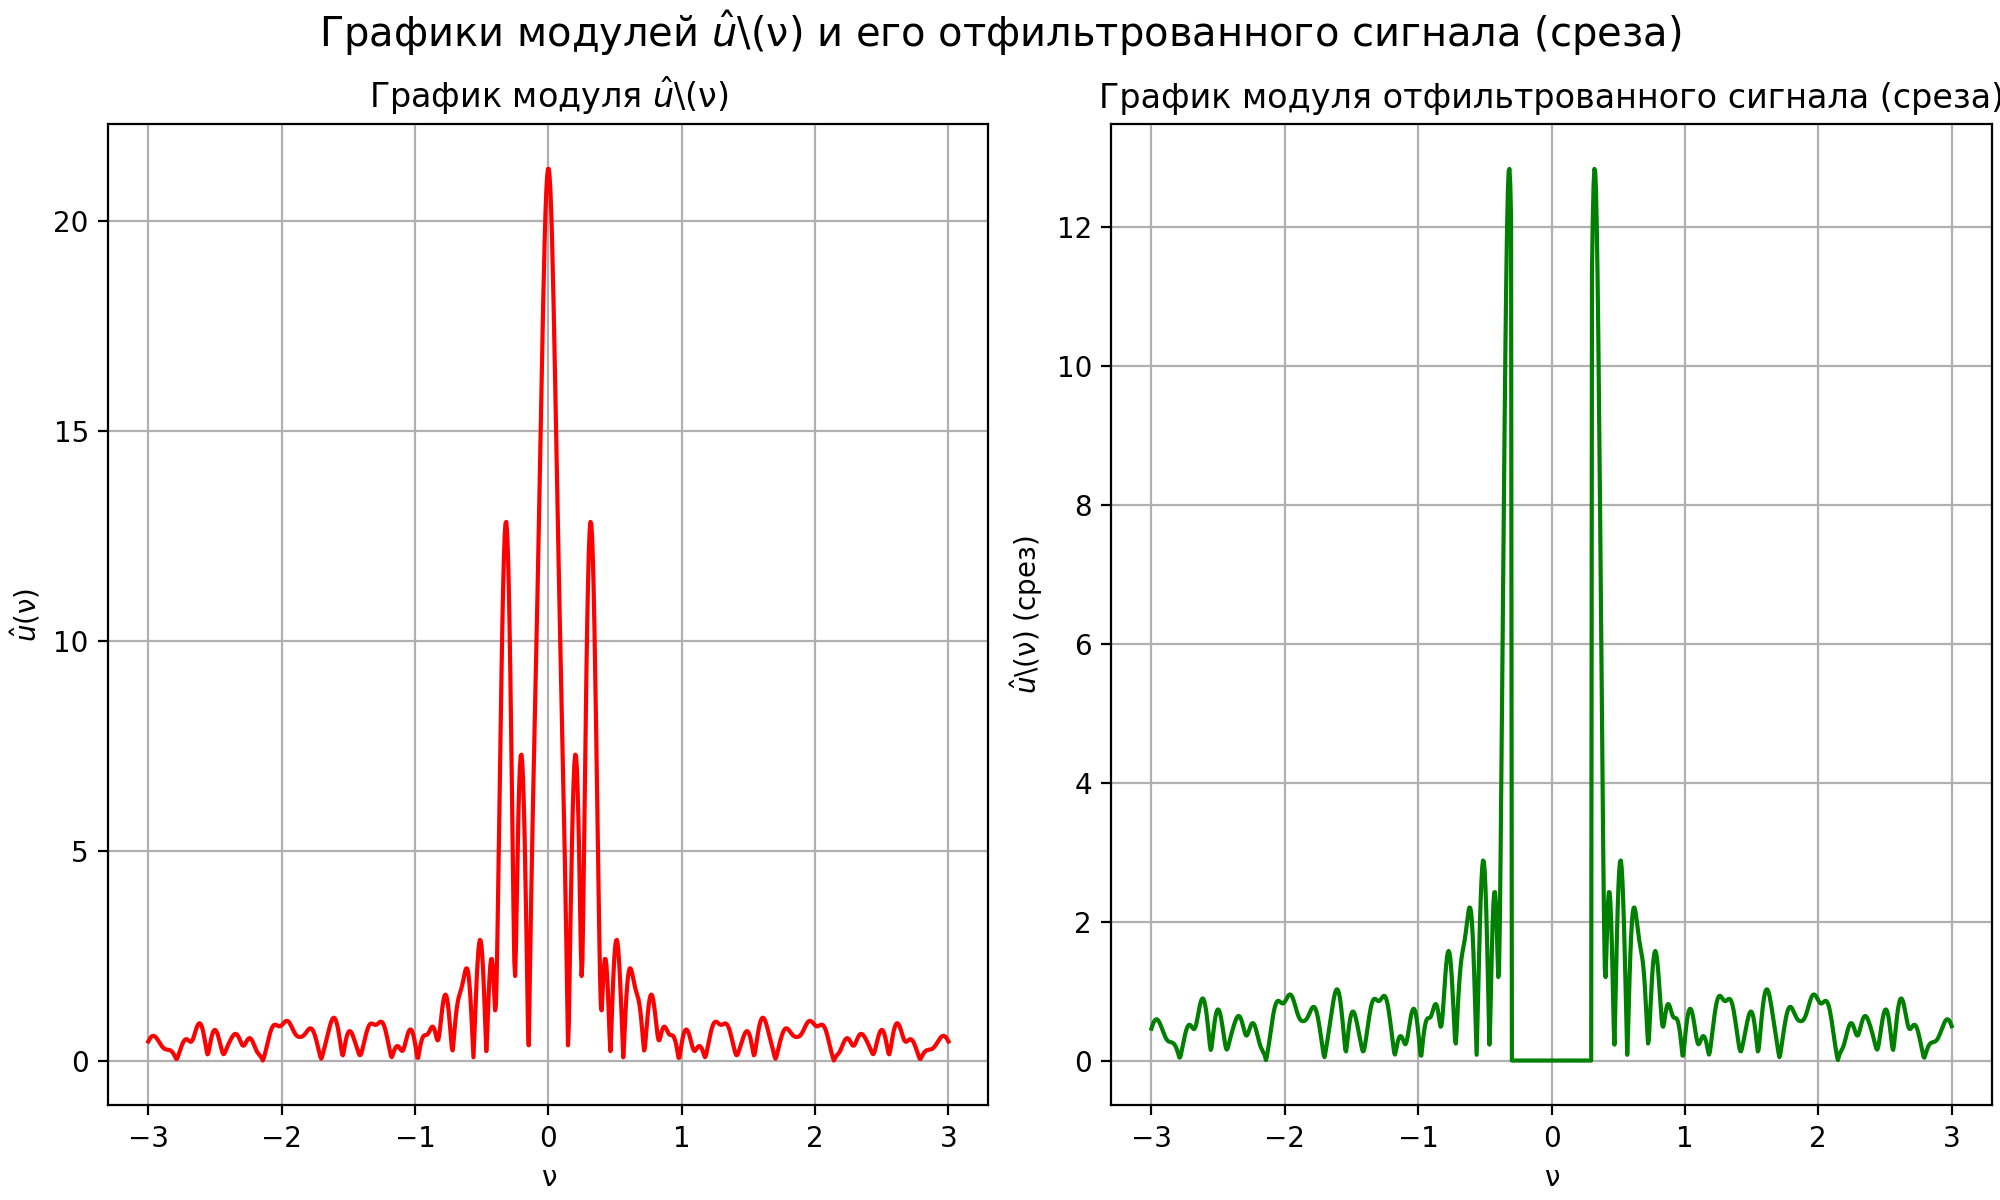 Графики модулей û\(ν) и его отфильтрованного сигнала (среза)
График модуля û\(ν)
û(ν)
20
15
10
5
0
−3 −2 −1 0 1 2 3
ν
График модуля отфильтрованного сигнала (среза)
û\(ν) (срез)
12
10
8
6
4
2
0
−3 −2 −1 0 1 2 3
ν